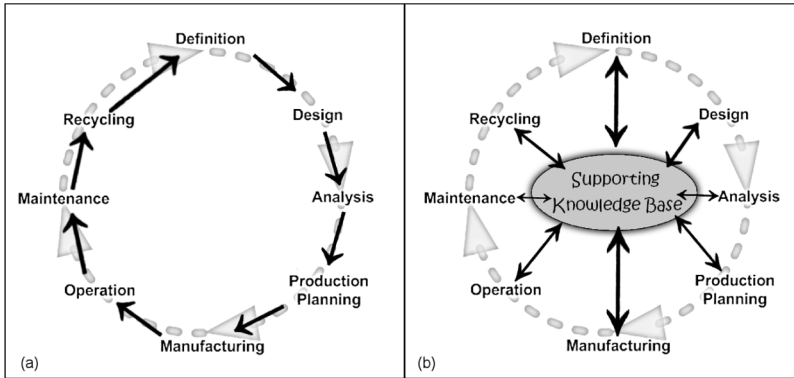 Definition
Design
Analysis
Production
Planning
Manufacturing
Operation
Maintenance
Recycling
(a)
Definition
Design
Analysis
Production
Planning
Manufacturing
Operation
Maintenance
Recycling
Supporting
Knowledge Base
(b)